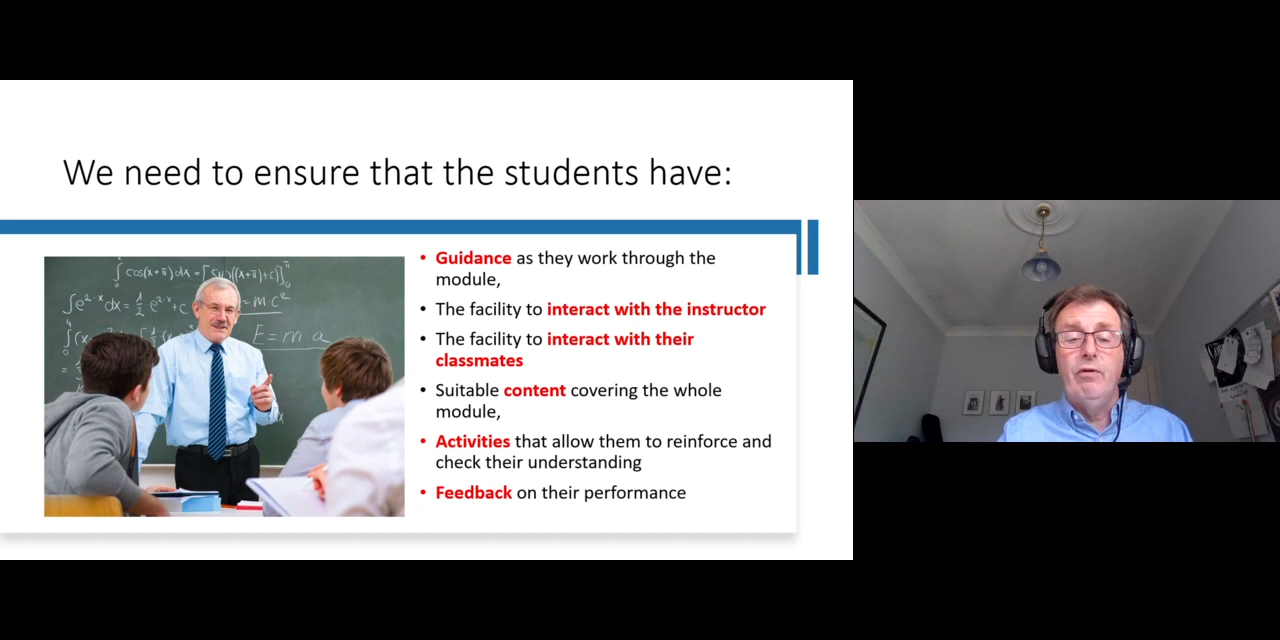 We need to ensure that the students have:
• Guidance as they work through the
module,
• The facility to interact with the instructor
• The facility to interact with their
classmates
• Suitable content covering the whole
module,
• Activities that allow them to reinforce and
check their understanding
• Feedback on their performance
E = m a